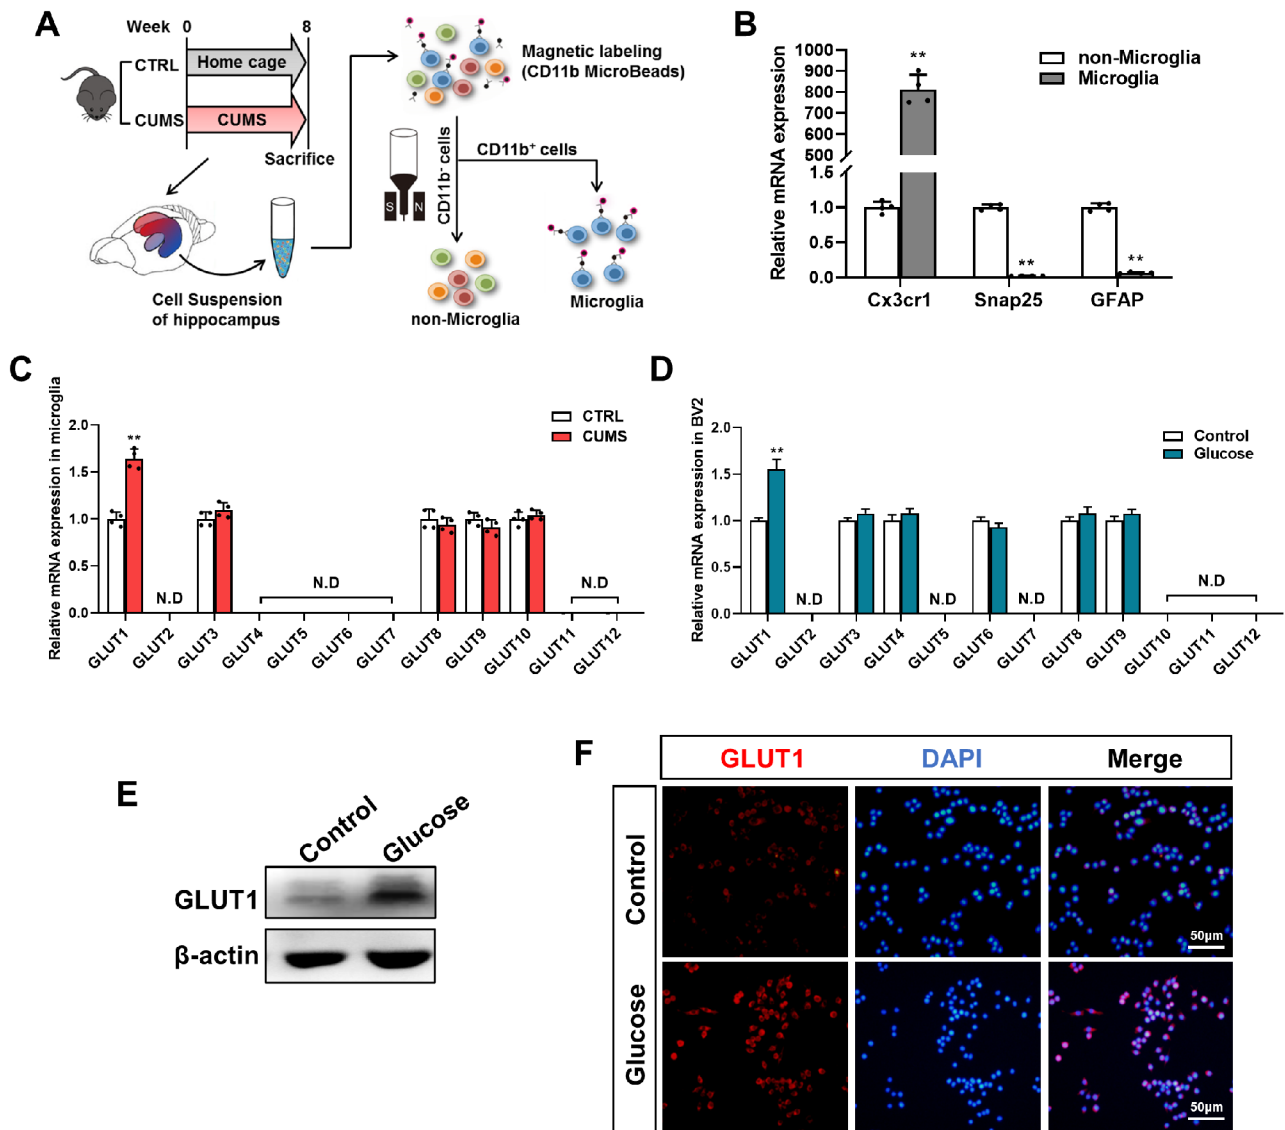 A
Week 0 8
CTRL
Home cage
CUMS
CUMS
Sacrifice
Cell Suspension
of hippocampus
Magnetic labeling
(CD11b MicroBeads)
S N
CD11b- cells
CD11b+ cells
non-Microglia
Microglia
B
Relative mRNA expression
1000
900
800
700
600
500
1.5
1.0
0.5
0.0
non-Microglia
Microglia
**
**
**
Cx3cr1 Snap25 GFAP
C
Relative mRNA expression in microglia
2.0
1.5
1.0
0.5
0.0
CTRL
CUMS
**
N.D
N.D
N.D
GLUT1 GLUT2 GLUT3 GLUT4 GLUT5 GLUT6 GLUT7 GLUT8 GLUT9 GLUT10 GLUT11 GLUT12
D
Relative mRNA expression in BV2
2.0
1.5
1.0
0.5
0.0
Control
Glucose
**
N.D
N.D
N.D
N.D
GLUT1 GLUT2 GLUT3 GLUT4 GLUT5 GLUT6 GLUT7 GLUT8 GLUT9 GLUT10 GLUT11 GLUT12
E
Control Glucose
GLUT1
β-actin
F
GLUT1 DAPI Merge
Control
50μm
Glucose
50μm